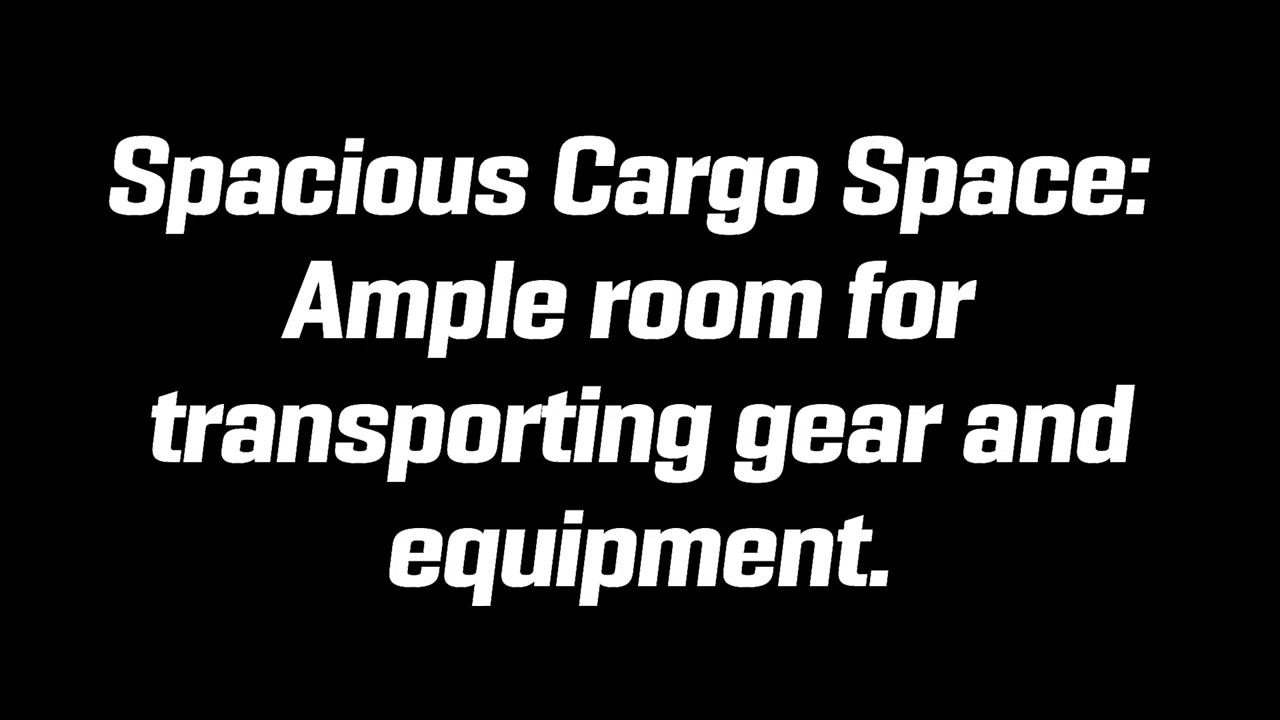 Spacious Cargo Space:
Ample room for
transporting gear and
equipment.